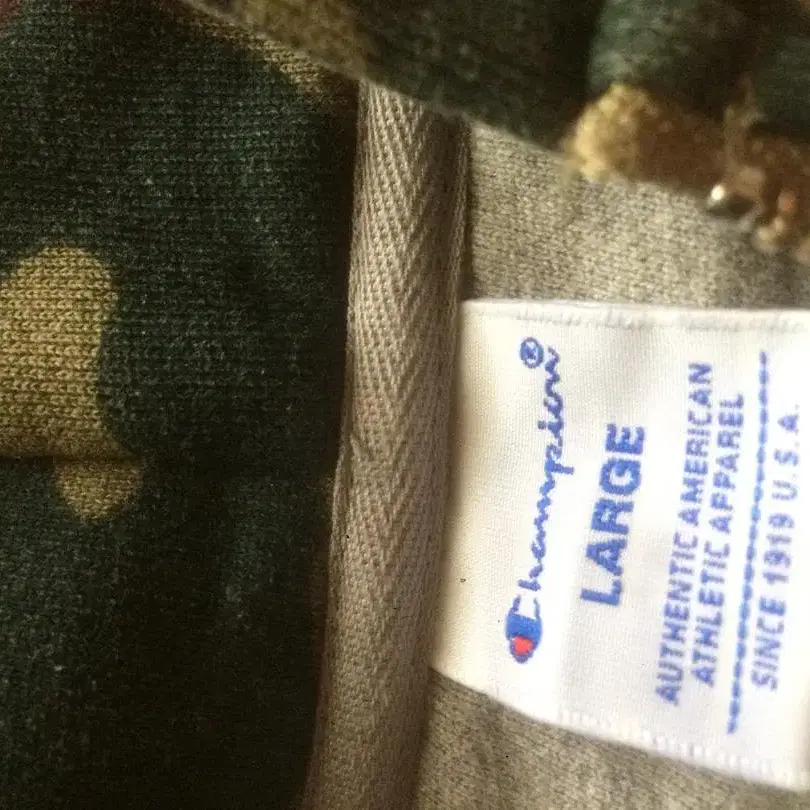 Champion®
LARGE
AUTHENTIC AMERICAN
ATHLETIC APPAREL
SINCE 1919 U.S.A.